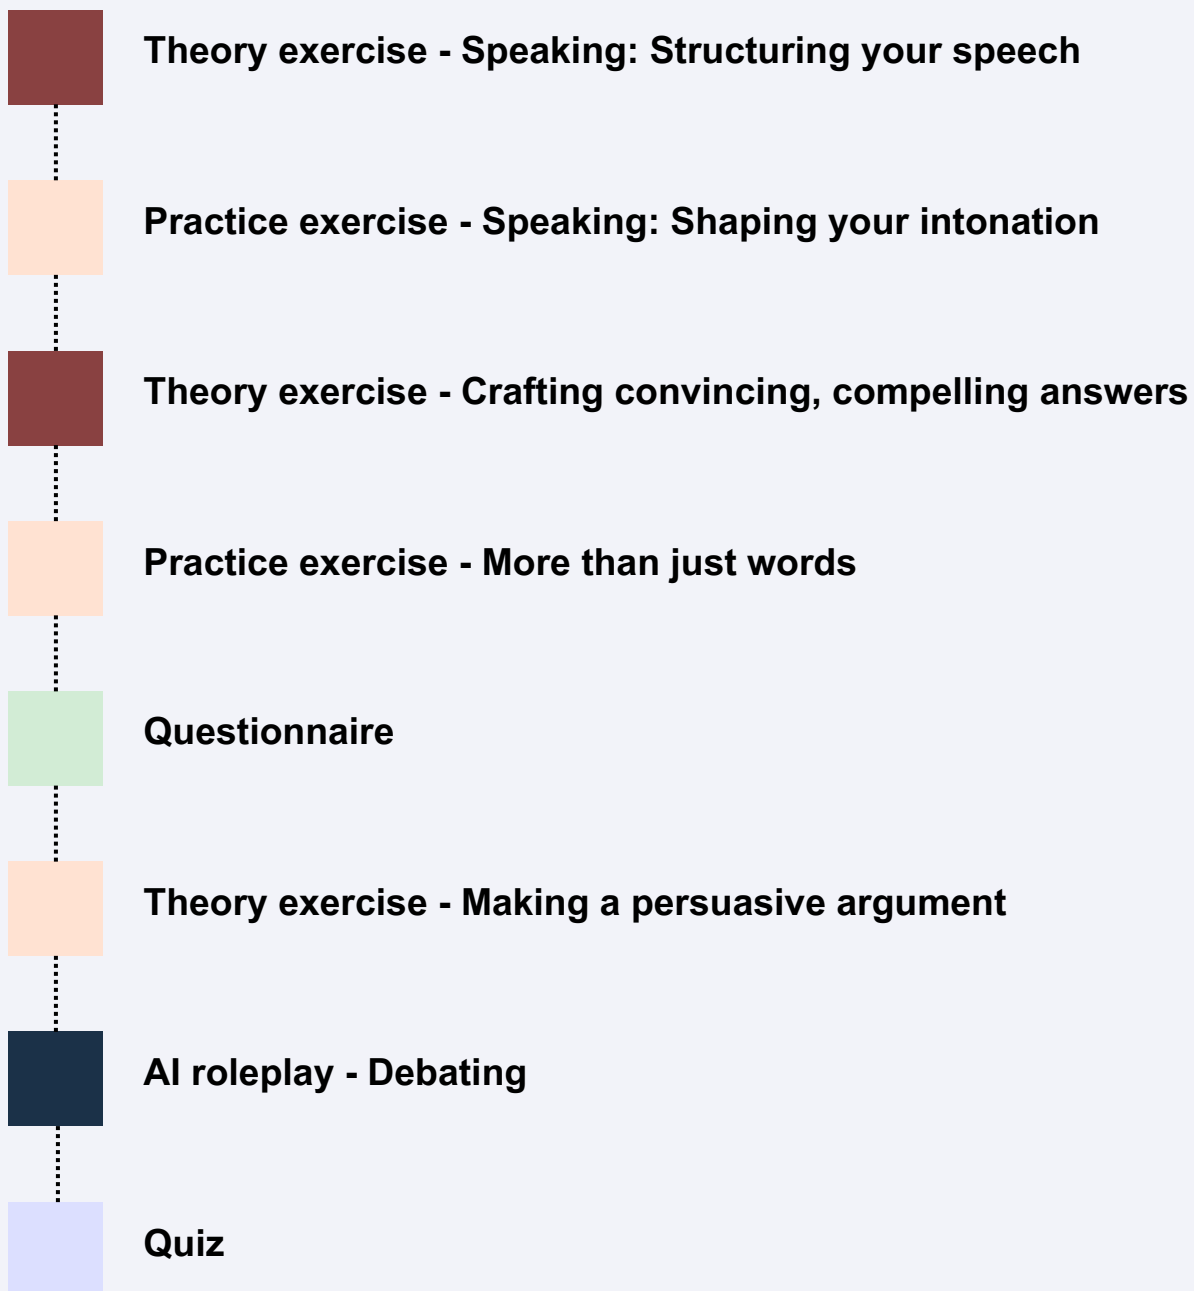 Theory exercise - Speaking: Structuring your speech
Practice exercise - Speaking: Shaping your intonation
Theory exercise - Crafting convincing, compelling answers
Practice exercise - More than just words
Questionnaire
Theory exercise - Making a persuasive argument
AI roleplay - Debating
Quiz